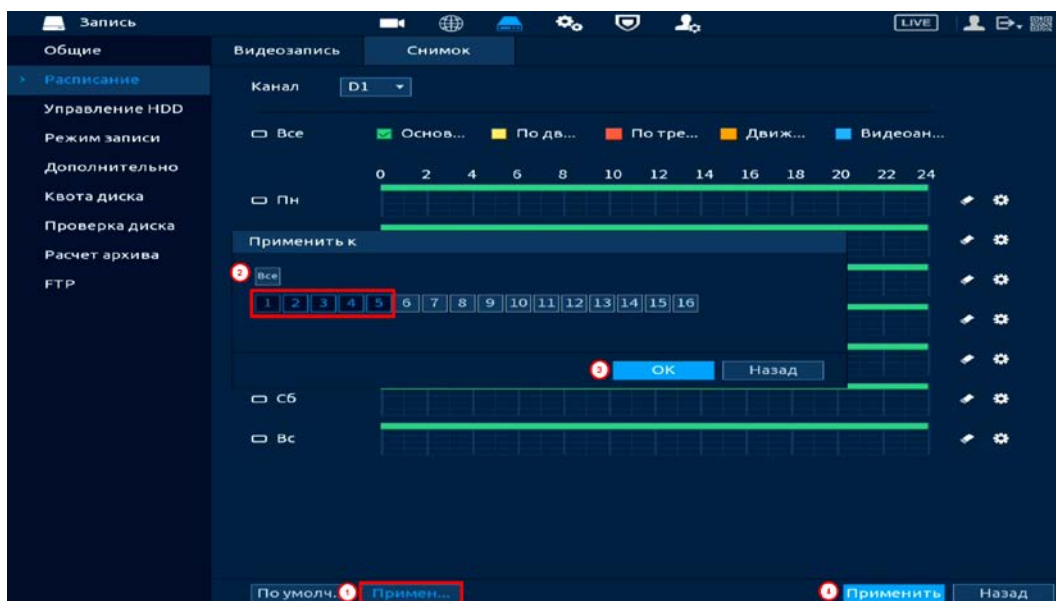 Запись LIVE
Общие
Расписание
Управление HDD
Режим записи
Дополнительно
Квота диска
Проверка диска
Расчет архива
FTP
Видеозапись Снимок
Канал D1
Все Основ... По дв... По тре... Движ... Видеоан...
0 2 4 6 8 10 12 14 16 18 20 22 24
Пн
Применить к
2 Все
1 2 3 4 5 6 7 8 9 10 11 12 13 14 15 16
3 OK Назад
Сб
Вс
По умолч. 1 Примен... 4 Применить Назад